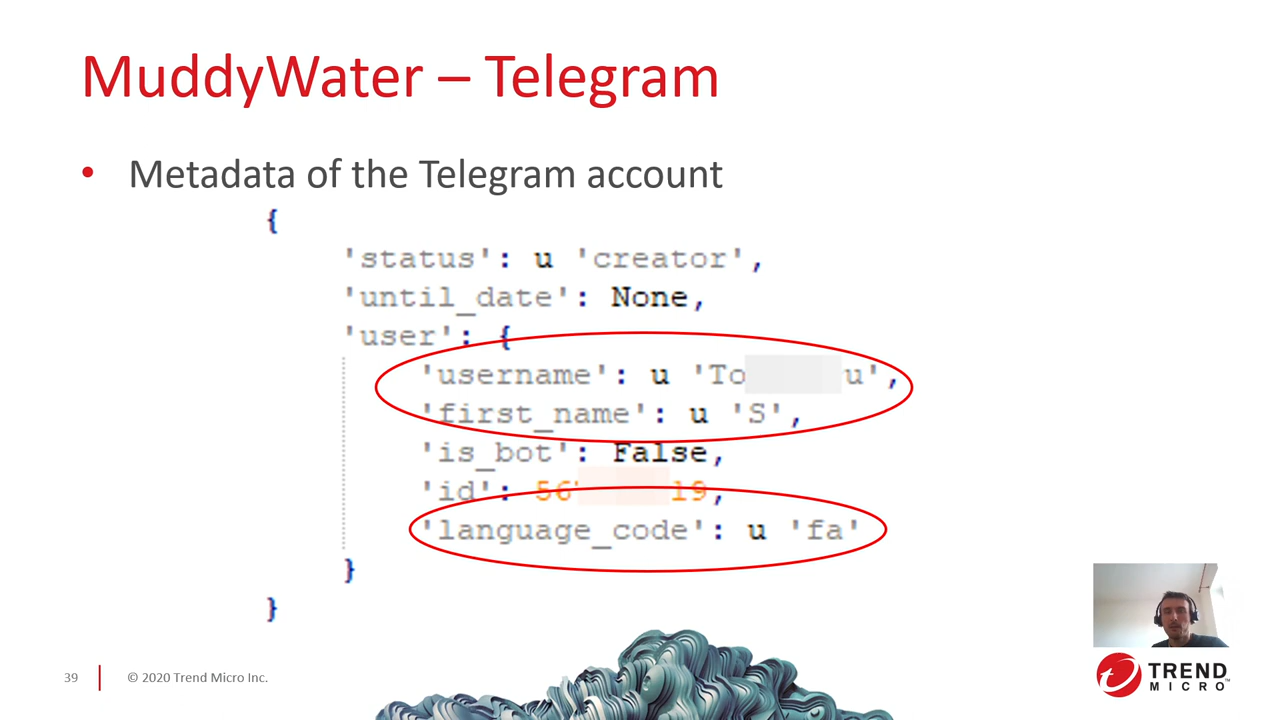 MuddyWater – Telegram
• Metadata of the Telegram account
{
'status': u 'creator',
'until_date': None,
'user': {
'username': u 'To u',
'first_name': u 'S',
'is_bot': False,
'id': 56 19,
'language_code': u 'fa'
}
}
39
© 2020 Trend Micro Inc.
TREND
MICRO™